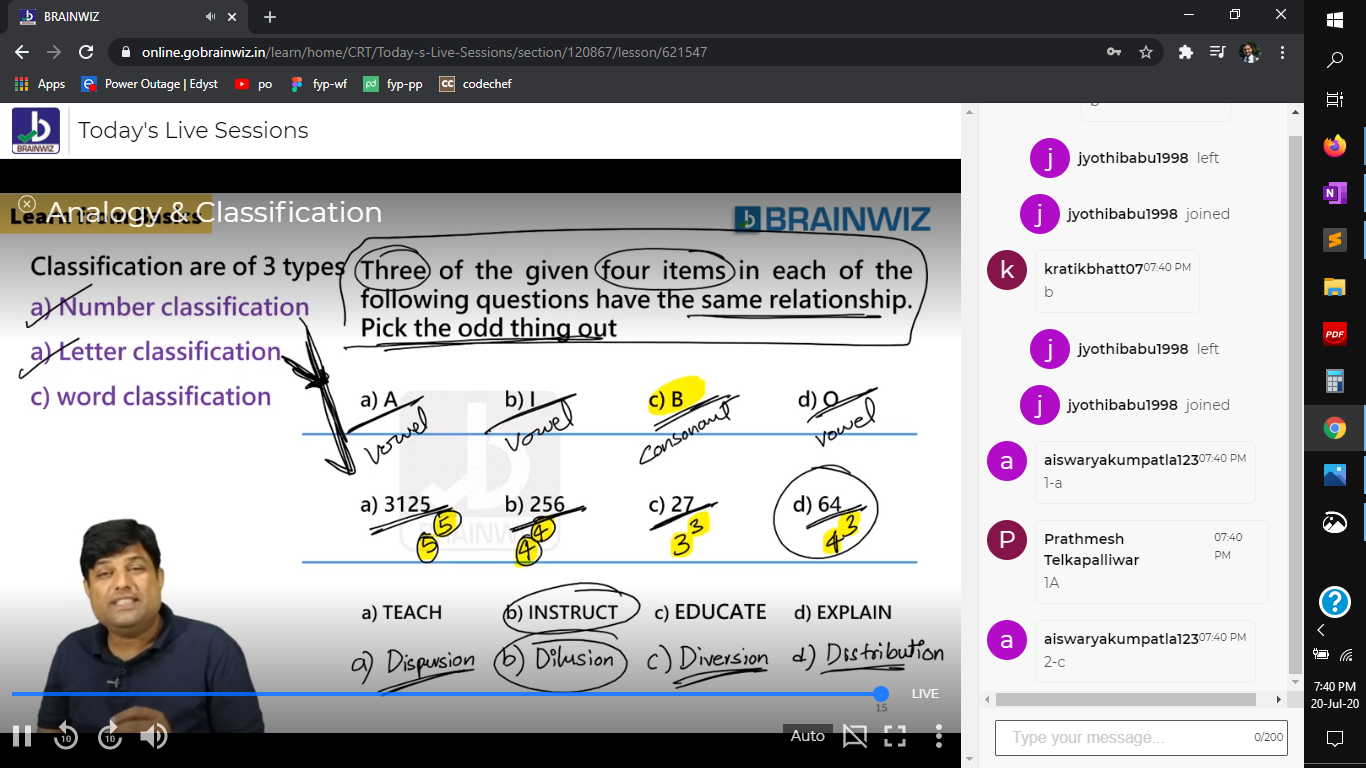 BRAINWIZ
online.gobrainwiz.in/learn/home/CRT/Today-s-Live-Sessions/section/120867/lesson/621547
Apps Power Outage | Edyst po fyp-wf fyp-pp codechef
BRAINWIZ
Today's Live Sessions
Analogy & Classification
BRAINWIZ
Classification are of 3 types
a) Number classification
a) Letter classification
c) word classification
Three of the given four items in each of the
following questions have the same relationship.
Pick the odd thing out
a) A b) I c) B d) O
vowel vowel consonant vowel
a) 3125 b) 256 c) 27 d) 64
5 5 4 4 3 3 4 3
BRAINWIZ
a) TEACH b) INSTRUCT c) EDUCATE d) EXPLAIN
a) Dispursion b) Dilusion c) Diversion d) Distribution
LIVE
15
10 10 Auto
j jyothibabu1998 left
j jyothibabu1998 joined
k kratikbhatt07 07:40 PM
b
j jyothibabu1998 left
j jyothibabu1998 joined
a aiswaryakumpatla123 07:40 PM
1-a
P Prathmesh Telkapalliwar 07:40 PM
1A
a aiswaryakumpatla123 07:40 PM
2-c
Type your message... 0/200
PDF
7:40 PM
20-Jul-20